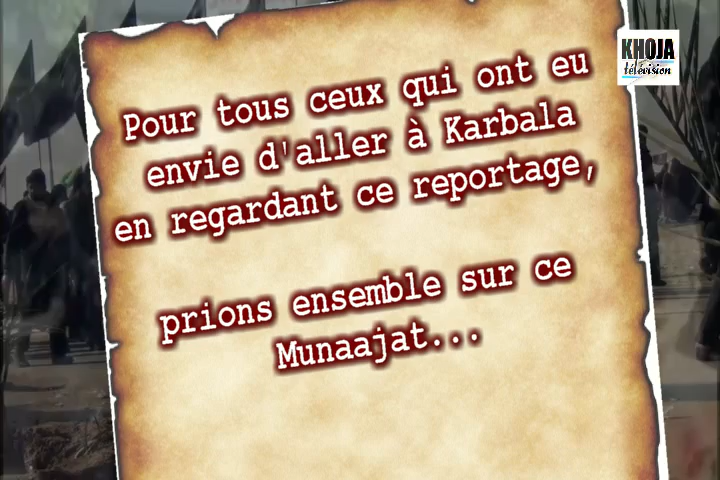 KHOJA
télévision
Pour tous ceux qui ont eu
envie d'aller à Karbala
en regardant ce reportage,
prions ensemble sur ce
Munaajat...